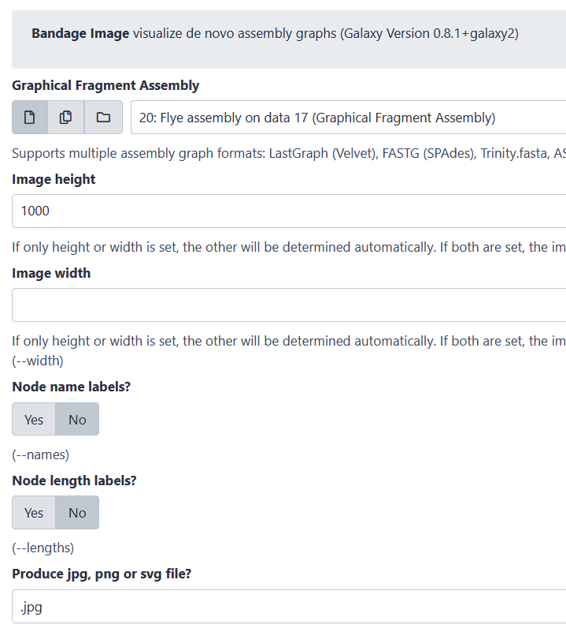 Bandage Image visualize de novo assembly graphs (Galaxy Version 0.8.1+galaxy2)
Graphical Fragment Assembly
20: Flye assembly on data 17 (Graphical Fragment Assembly)
Supports multiple assembly graph formats: LastGraph (Velvet), FASTG (SPAdes), Trinity.fasta, AS
Image height
1000
If only height or width is set, the other will be determined automatically. If both are set, the im
Image width
If only height or width is set, the other will be determined automatically. If both are set, the im
(--width)
Node name labels?
Yes No
(--names)
Node length labels?
Yes No
(--lengths)
Produce jpg, png or svg file?
.jpg